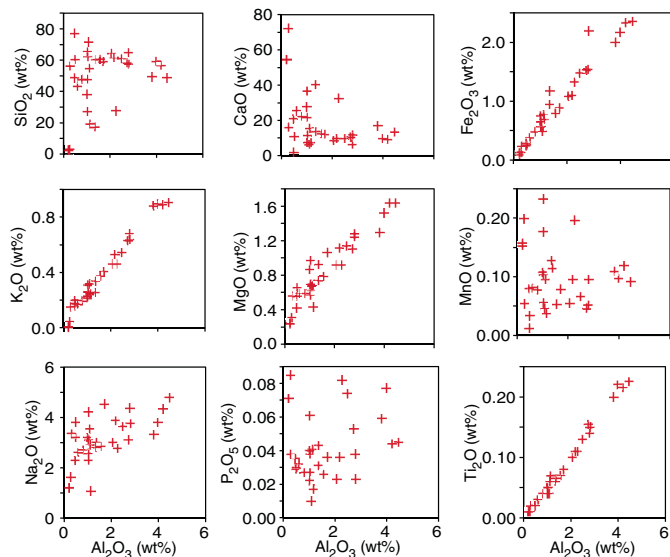 SiO2 (wt%)
100
80
60
40
20
0
CaO (wt%)
80
60
40
20
0
Fe2O3 (wt%)
2.0
1.0
0.0
K2O (wt%)
0.8
0.4
0.0
MgO (wt%)
1.6
1.2
0.8
0.4
0.0
MnO (wt%)
0.20
0.10
0.00
Na2O (wt%)
6
4
2
0
0 2 4 6
Al2O3 (wt%)
P2O5 (wt%)
0.08
0.04
0.00
0 2 4 6
Al2O3 (wt%)
Ti2O (wt%)
0.20
0.10
0.00
0 2 4 6
Al2O3 (wt%)